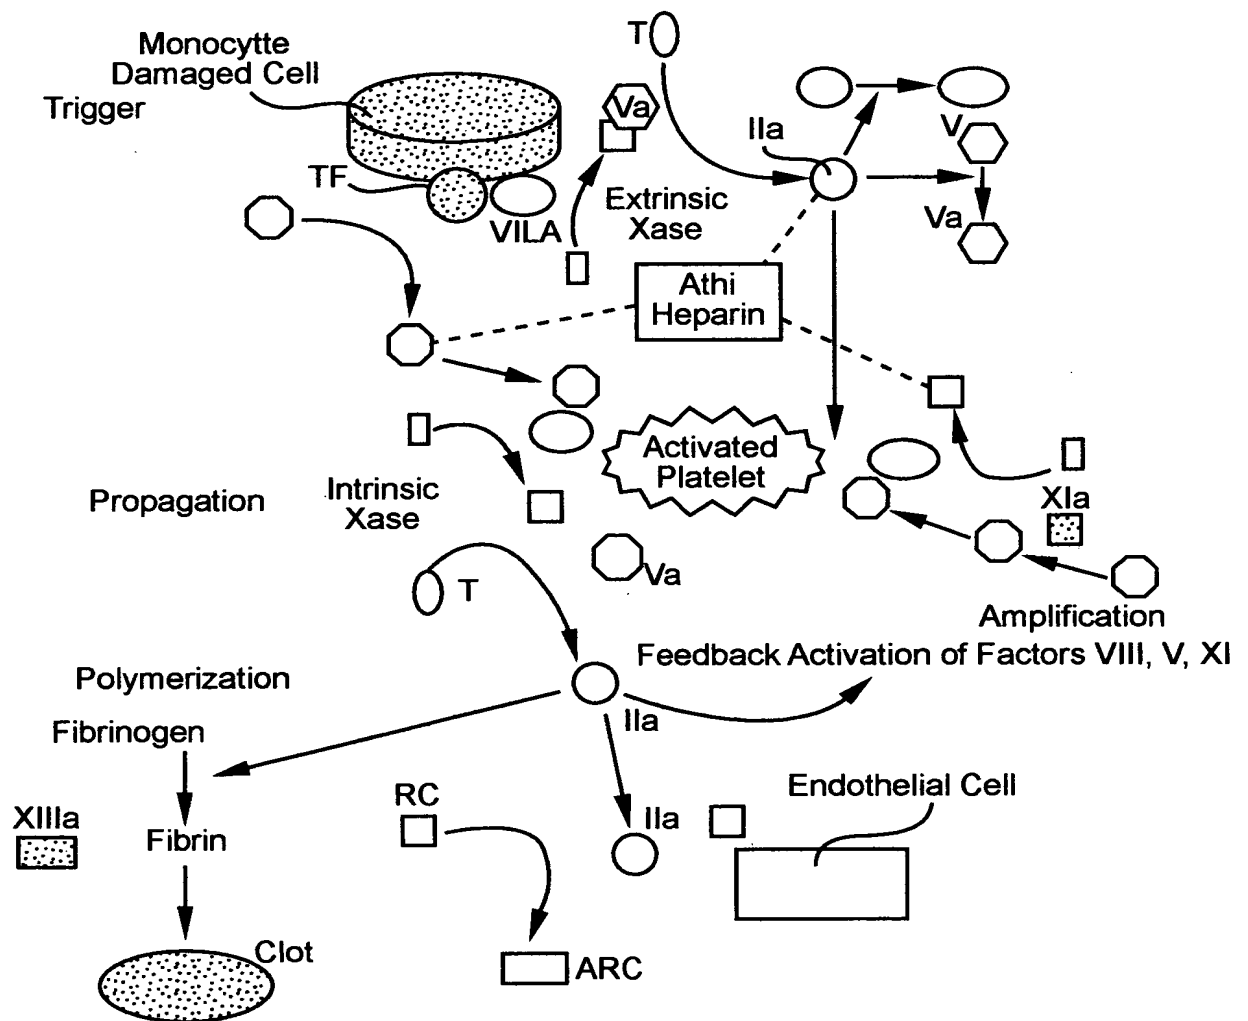 Monocytte
Damaged Cell
Trigger
TF
VILA
Va
Extrinsic
Xase
T
IIa
V
Va
Athi
Heparin
Activated
Platelet
Propagation
Intrinsic
Xase
XIa
Va
T
Amplification
Feedback Activation of Factors VIII, V, XI
Polymerization
IIa
Fibrinogen
XIIIa
Fibrin
RC
IIa
Endothelial Cell
Clot
ARC